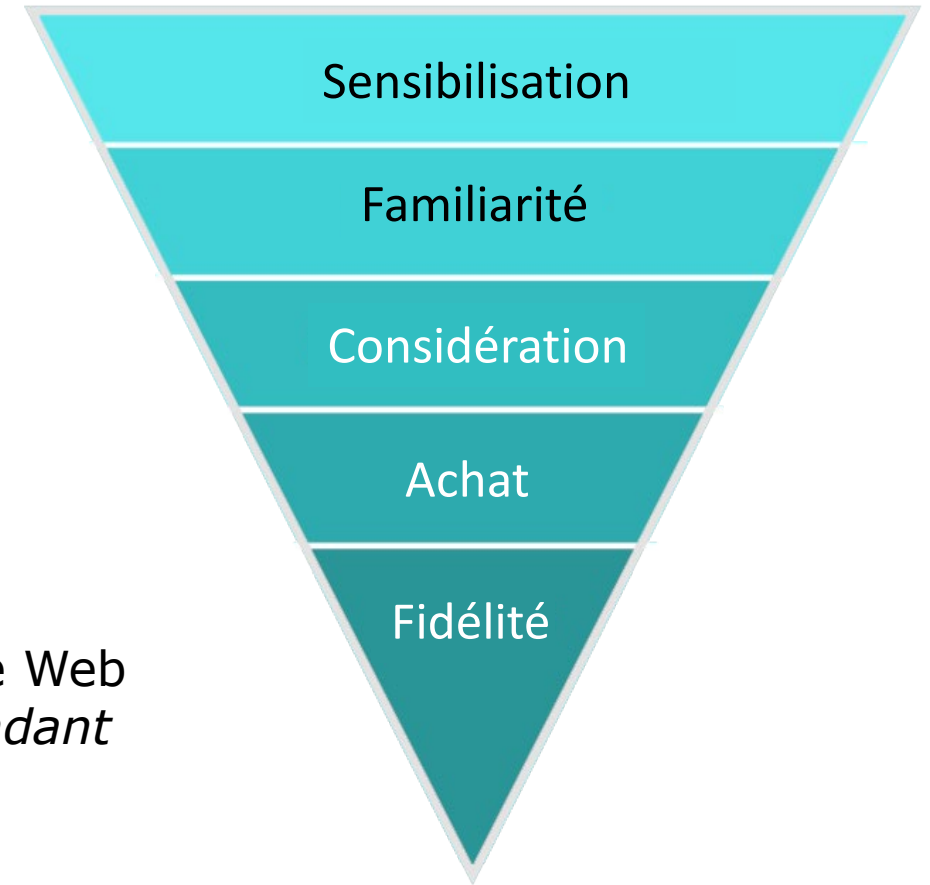 Sensibilisation
Familiarité
Considération
Achat
Fidélité
Web